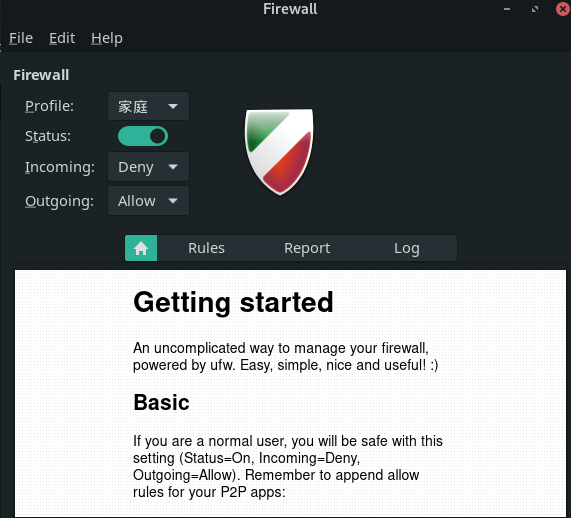 Firewall
File Edit Help
Firewall
Profile: 家庭
Status:
Incoming: Deny
Outgoing: Allow
Rules Report Log
Getting started
An uncomplicated way to manage your firewall,
powered by ufw. Easy, simple, nice and useful! :)
Basic
If you are a normal user, you will be safe with this
setting (Status=On, Incoming=Deny,
Outgoing=Allow). Remember to append allow
rules for your P2P apps: